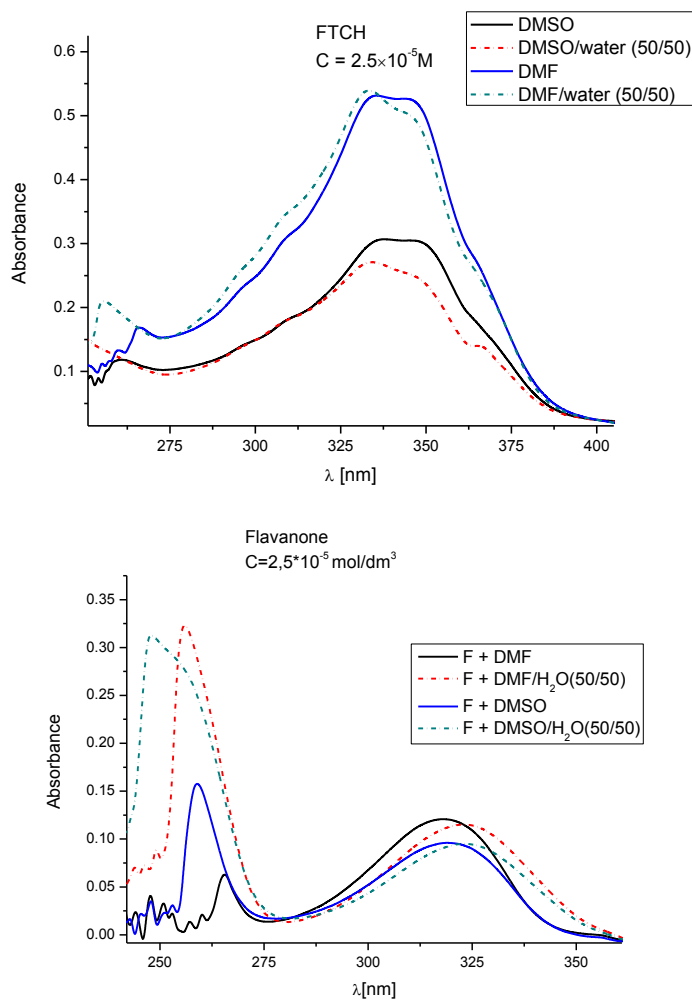 FTCH
C = 2.5×10⁻⁵M
DMSO
DMSO/water (50/50)
DMF
DMF/water (50/50)
Absorbance
0.6
0.5
0.4
0.3
0.2
0.1
275
300
325
350
375
400
λ [nm]
Flavanone
C=2,5*10⁻⁵ mol/dm³
F + DMF
F + DMF/H₂O(50/50)
F + DMSO
F + DMSO/H₂O(50/50)
Absorbance
0.35
0.30
0.25
0.20
0.15
0.10
0.05
0.00
250
275
300
325
350
λ[nm]